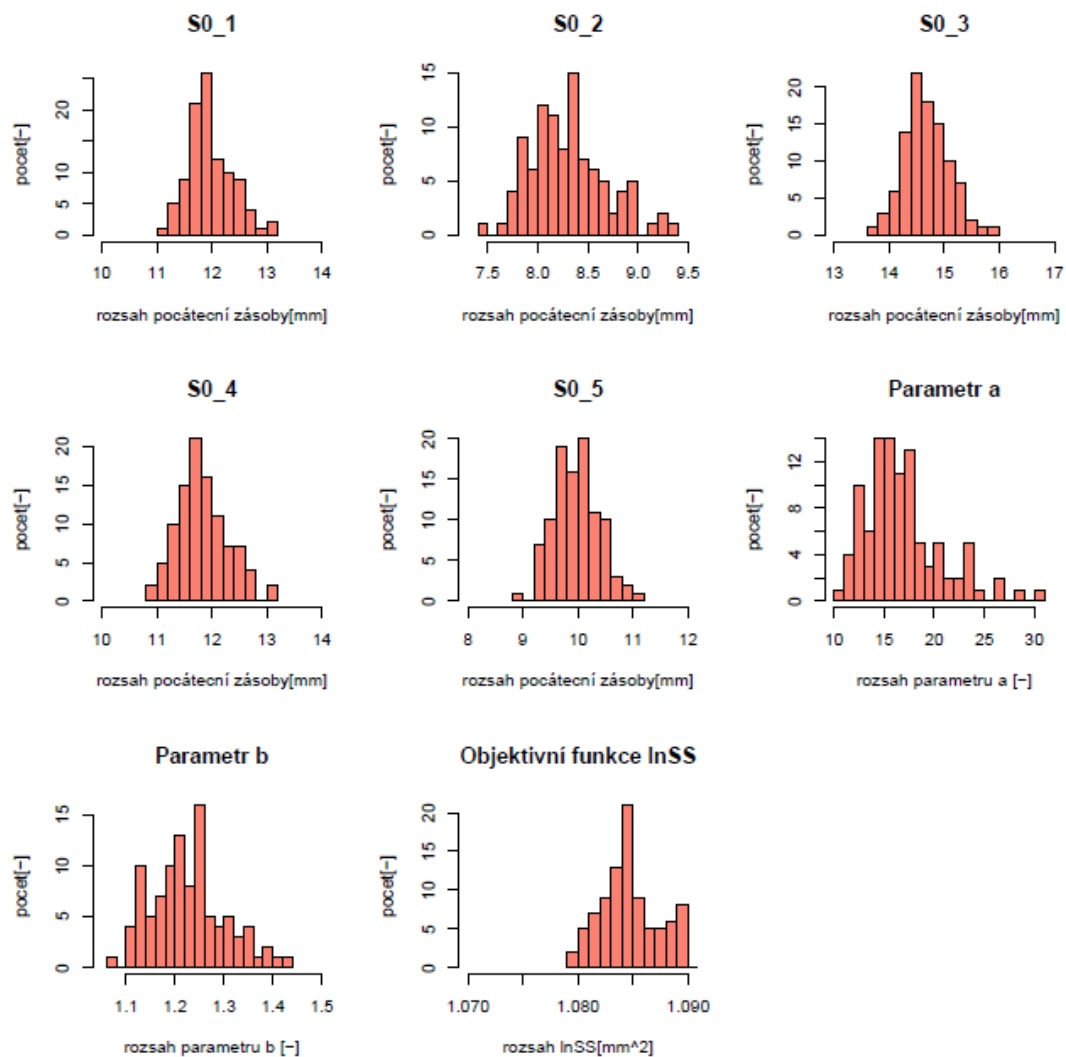 S0_1
pocet[−]
0 5 10 20
10 11 12 13 14
rozsah pocátecní zásoby[mm]
S0_2
pocet[−]
0 5 10 15
7.5 8.0 8.5 9.0 9.5
rozsah pocátecní zásoby[mm]
S0_3
pocet[−]
0 5 10 15 20
13 14 15 16 17
rozsah pocátecní zásoby[mm]
S0_4
pocet[−]
0 5 10 15 20
10 11 12 13 14
rozsah pocátecní zásoby[mm]
S0_5
pocet[−]
0 5 10 15 20
8 9 10 11 12
rozsah pocátecní zásoby[mm]
Parametr a
pocet[−]
0 4 8 12
10 15 20 25 30
rozsah parametru a [−]
Parametr b
pocet[−]
0 5 10 15
1.1 1.2 1.3 1.4 1.5
rozsah parametru b [−]
Objektivní funkce lnSS
pocet[−]
0 5 10 15 20
1.070 1.080 1.090
rozsah lnSS[mm^2]